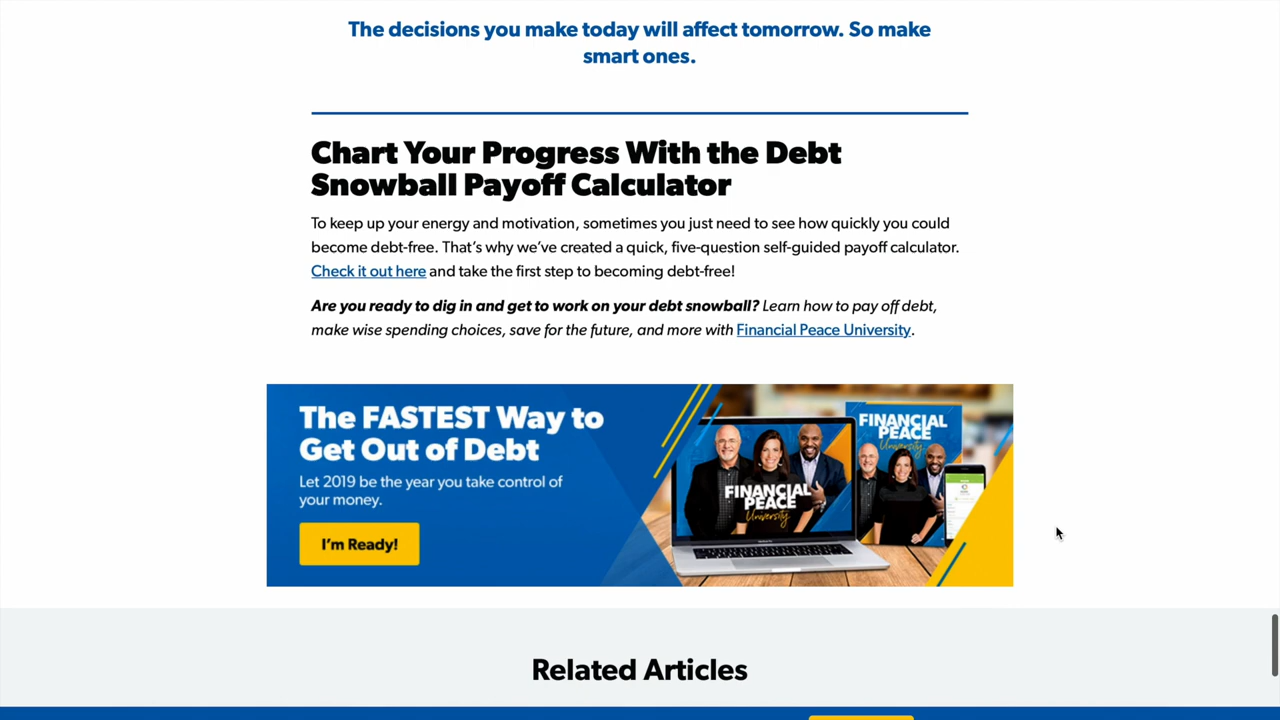 The decisions you make today will affect tomorrow. So make
smart ones.
Chart Your Progress With the Debt
Snowball Payoff Calculator
To keep up your energy and motivation, sometimes you just need to see how quickly you could
become debt-free. That’s why we’ve created a quick, five-question self-guided payoff calculator.
Check it out here and take the first step to becoming debt-free!
Are you ready to dig in and get to work on your debt snowball? Learn how to pay off debt,
make wise spending choices, save for the future, and more with Financial Peace University.
The FASTEST Way to
Get Out of Debt
Let 2019 be the year you take control of
your money.
I’m Ready!
FINANCIAL
PEACE
University
FINANCIAL
PEACE
University
Related Articles